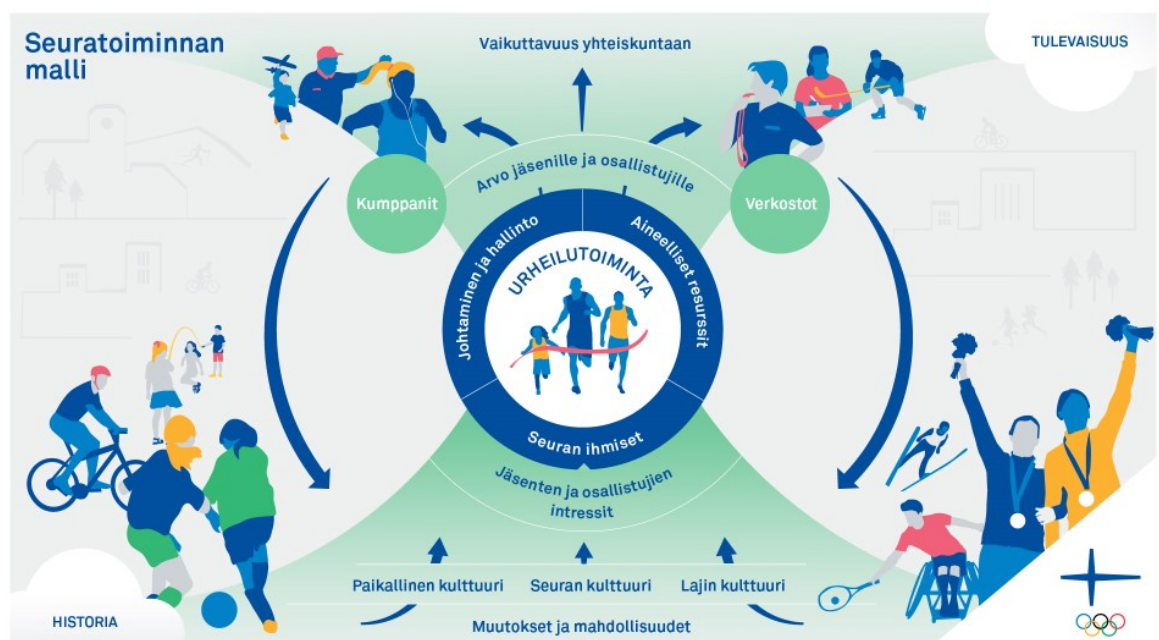 Seuratoiminnan
malli
Vaikuttavuus yhteiskuntaan
TULEVAISUUS
Arvo jäsenille ja osallistujille
Kumppanit
Verkostot
Johtaminen ja hallinto
Aineelliset resurssit
URHEILUTOIMINTA
Seuran ihmiset
Jäsenten ja osallistujien
intressit
Paikallinen kulttuuri
Seuran kulttuuri
Lajin kulttuuri
HISTORIA
Muutokset ja mahdollisuudet